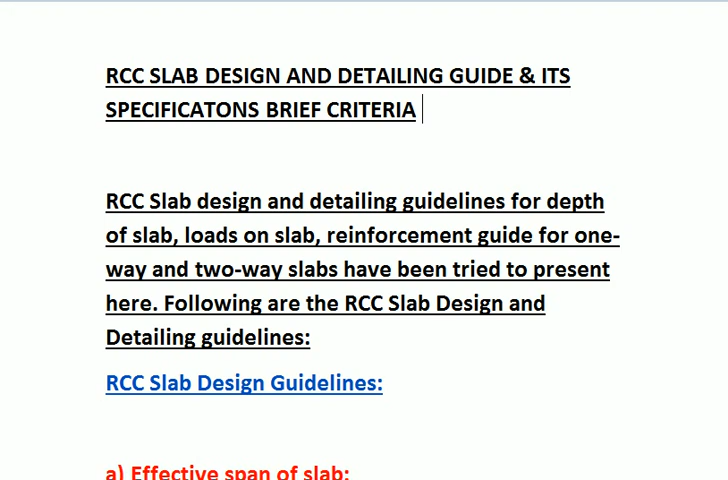 RCC SLAB DESIGN AND DETAILING GUIDE & ITS
SPECIFICATONS BRIEF CRITERIA
RCC Slab design and detailing guidelines for depth
of slab, loads on slab, reinforcement guide for one-
way and two-way slabs have been tried to present
here. Following are the RCC Slab Design and
Detailing guidelines:
RCC Slab Design Guidelines:
a) Effective span of slab: